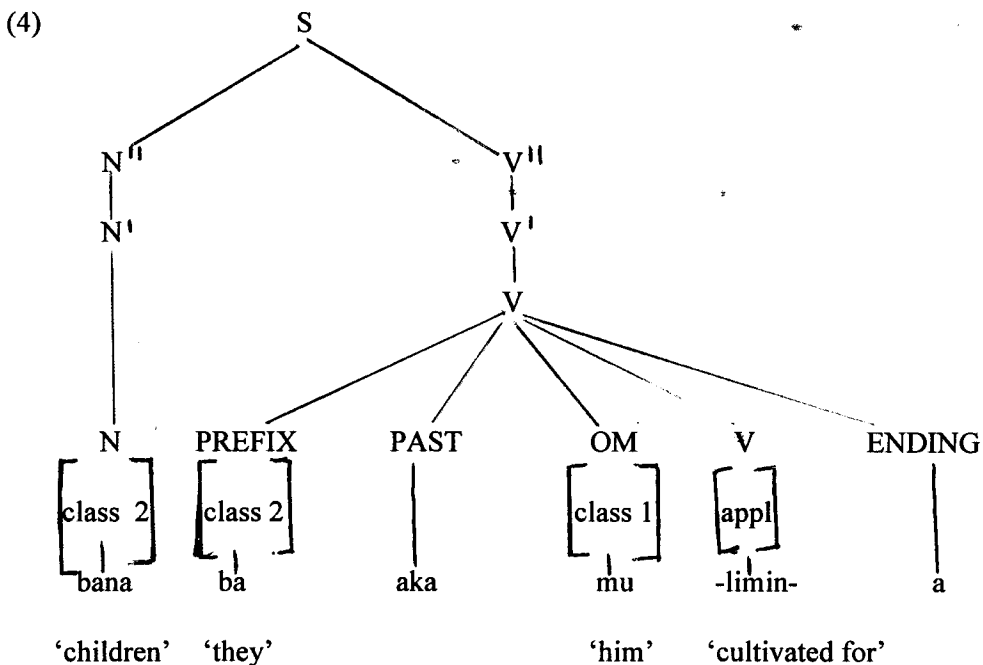 (4)
S
N" V"
N' V'
V
N PREFIX PAST OM V ENDING
class 2 class 2 class 1 appl
bana ba aka mu -limin- a
‘children’ ‘they’ ‘him’ ‘cultivated for’